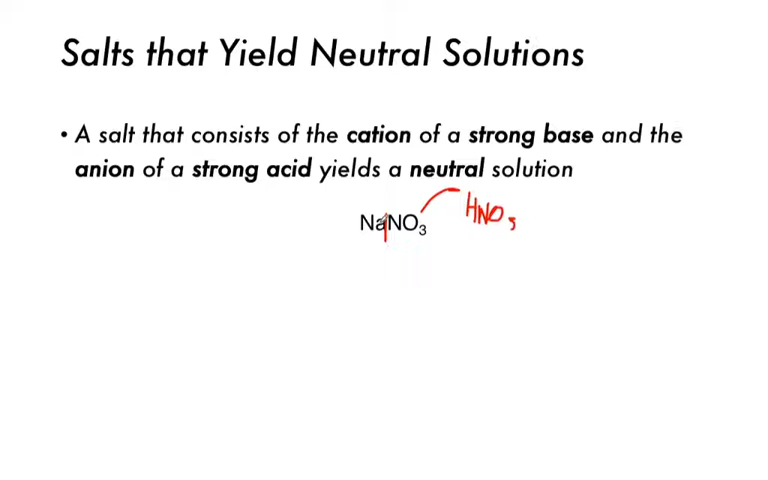 Salts that Yield Neutral Solutions
• A salt that consists of the cation of a strong base and the
anion of a strong acid yields a neutral solution
NaNO₃
HNO₃